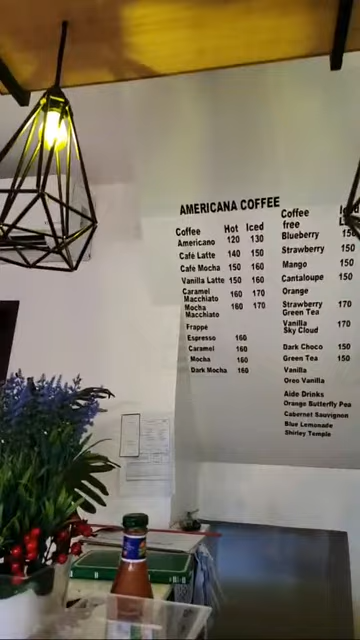 AMERICANA COFFEE
Coffee Hot Iced
Americano 120 130
Café Latte 140 150
Café Mocha 150 160
Vanilla Latte 150 160
Caramel
Macchiato 160 170
Mocha 160 170
Macchiato
Frappé
Espresso 160
Caramel 160
Mocha 160
Dark Mocha 160
Coffee
free
Blueberry
Strawberry 150
Mango 150
Cantaloupe 150
Orange
Strawberry 170
Green Tea
Vanilla 170
Sky Cloud
Dark Choco 150
Green Tea 150
Vanilla
Oreo Vanilla
Aide Drinks
Orange Butterfly Pea
Cabernet Sauvignon
Blue Lemonade
Shirley Temple